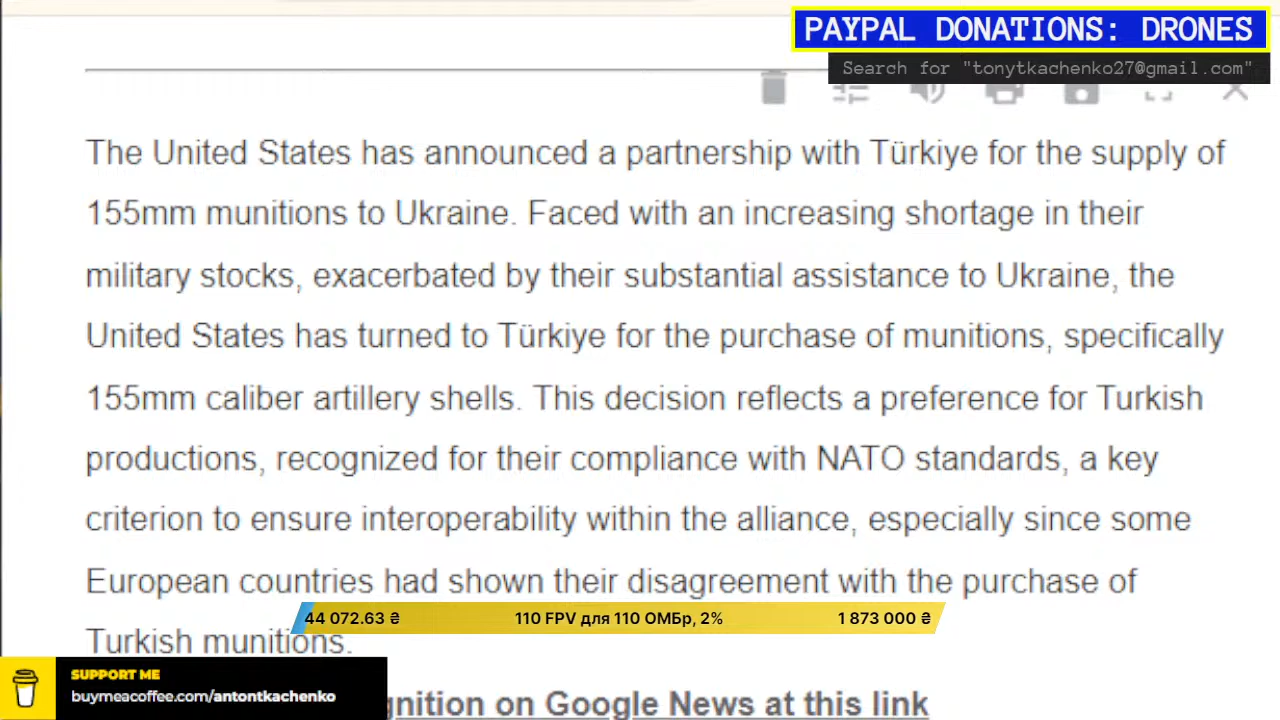 PAYPAL DONATIONS: DRONES
Search for "tonytkachenko27@gmail.com"
The United States has announced a partnership with Türkiye for the supply of
155mm munitions to Ukraine. Faced with an increasing shortage in their
military stocks, exacerbated by their substantial assistance to Ukraine, the
United States has turned to Türkiye for the purchase of munitions, specifically
155mm caliber artillery shells. This decision reflects a preference for Turkish
productions, recognized for their compliance with NATO standards, a key
criterion to ensure interoperability within the alliance, especially since some
European countries had shown their disagreement with the purchase of
44 072.63 ₴ 110 FPV для 110 ОМБр, 2% 1 873 000 ₴
Turkish munitions.
SUPPORT ME
buymeacoffee.com/antontkachenko
gnition on Google News at this link